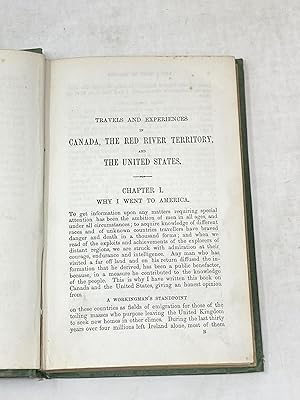 TRAVELS AND EXPERIENCES
IN
CANADA, THE RED RIVER TERRITORY,
AND
THE UNITED STATES.
CHAPTER I.
WHY I WENT TO AMERICA.
To get information upon any matters requiring special
attention has been the ambition of men in all ages, and
under all circumstances; to acquire knowledge of different
races and of unknown countries travellers have braved
danger and death in a thousand forms; and when we
read of the exploits and achievements of the explorers of
distant regions, we are struck with admiration at their
courage, endurance and intelligence. Any man who has
visited a far off land and on his return diffused, the in-
formation that he derived, has been a public benefactor,
because, in a measure he contributed to the knowledge
of the people. This is why I have written this book on
Canada and the United States, giving an honest opinion
from
A WORKINGMAN'S STANDPOINT
on these countries as fields of emigration for those of the
toiling masses who purpose leaving the United Kingdom
to seek new homes in other climes. During the last thirty
years over four millions left Ireland alone, most of them
B